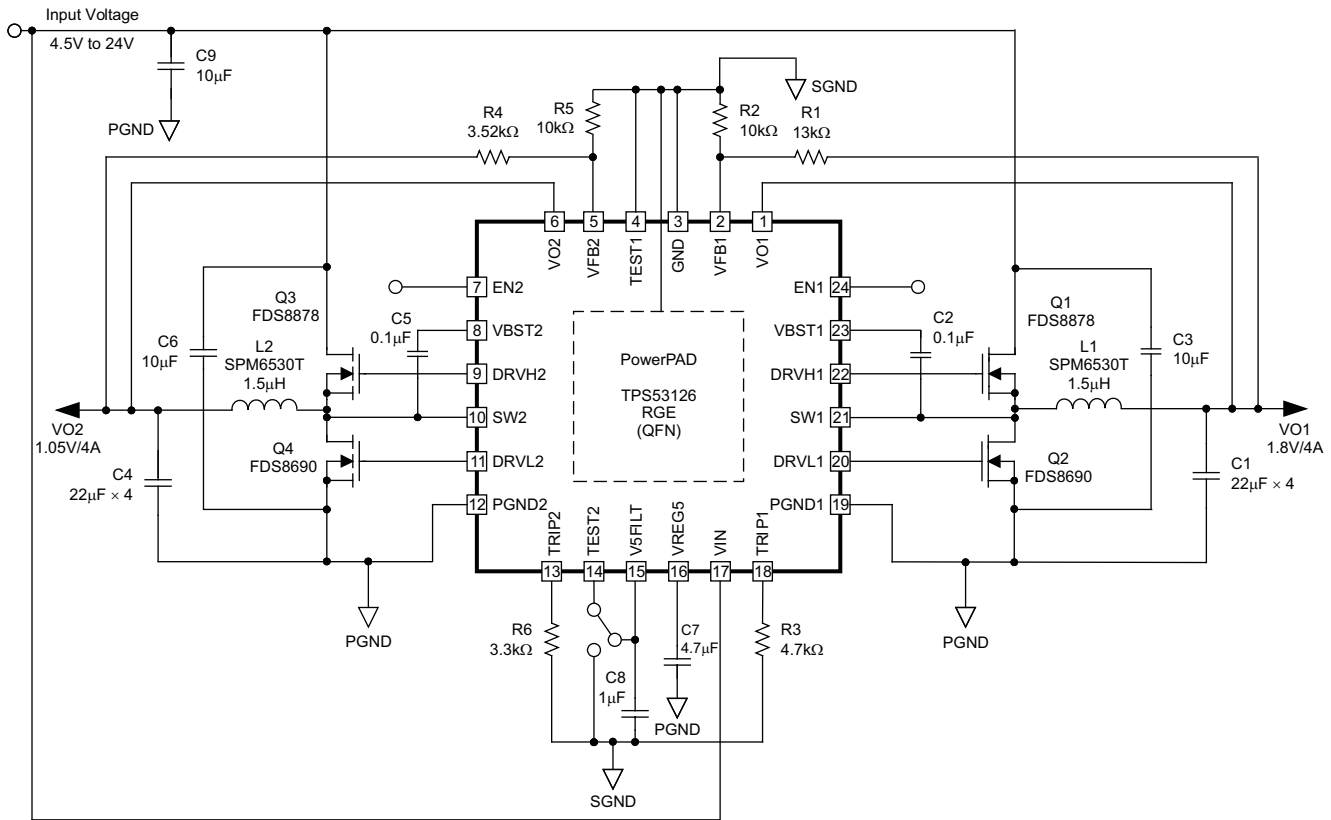 Input Voltage
4.5V to 24V
C9
10μF
PGND
SGND
R4
3.52kΩ
R5
10kΩ
R2
10kΩ
R1
13kΩ
6
5
4
3
2
1
VO2
VFB2
TEST1
GND
VFB1
VO1
7
EN2
8
VBST2
9
DRVH2
10
SW2
11
DRVL2
12
PGND2
EN1
24
VBST1
23
DRVH1
22
SW1
21
DRVL1
20
PGND1
19
PowerPAD
TPS53126
RGE
(QFN)
Q3
FDS8878
C5
0.1μF
C6
10μF
L2
SPM6530T
1.5μH
VO2
1.05V/4A
Q4
FDS8690
C4
22μF × 4
PGND
C2
0.1μF
Q1
FDS8878
L1
SPM6530T
1.5μH
C3
10μF
VO1
1.8V/4A
Q2
FDS8690
C1
22μF × 4
PGND
TRIP2
TEST2
V5FILT
VREG5
VIN
TRIP1
13
14
15
16
17
18
R6
3.3kΩ
C8
1μF
C7
4.7μF
PGND
R3
4.7kΩ
SGND